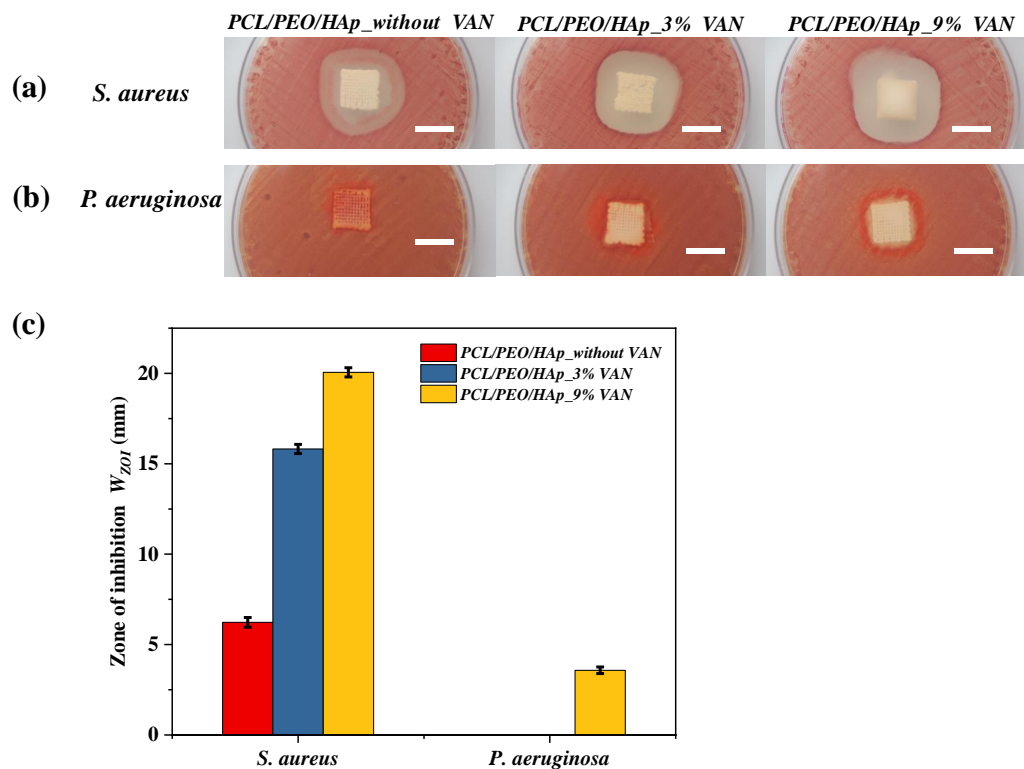 PCL/PEO/HAp_without VAN PCL/PEO/HAp_3% VAN PCL/PEO/HAp_9% VAN
(a) S. aureus
(b) P. aeruginosa
(c)
PCL/PEO/HAp_without VAN
PCL/PEO/HAp_3% VAN
PCL/PEO/HAp_9% VAN
Zone of inhibition W_ZOI (mm)
20
15
10
5
0
S. aureus P. aeruginosa